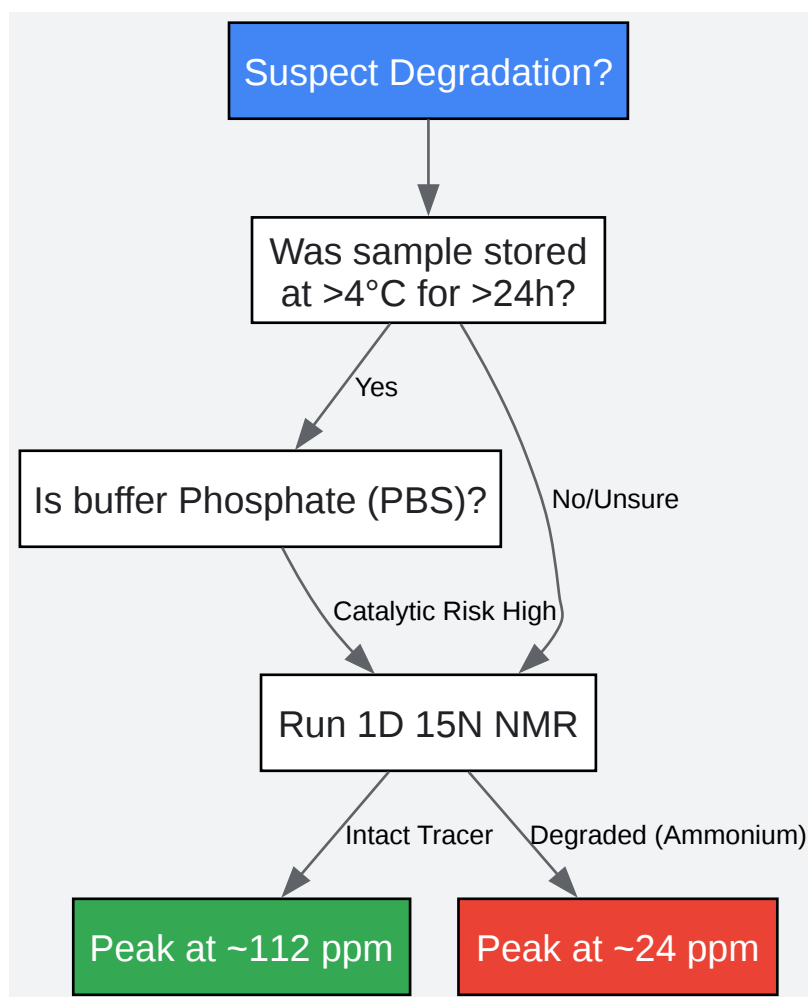 Suspect Degradation?
Was sample stored
at >4°C for >24h?
Yes
Is buffer Phosphate (PBS)?
No/Unsure
Catalytic Risk High
Run 1D 15N NMR
Intact Tracer
Degraded (Ammonium)
Peak at ~112 ppm
Peak at ~24 ppm